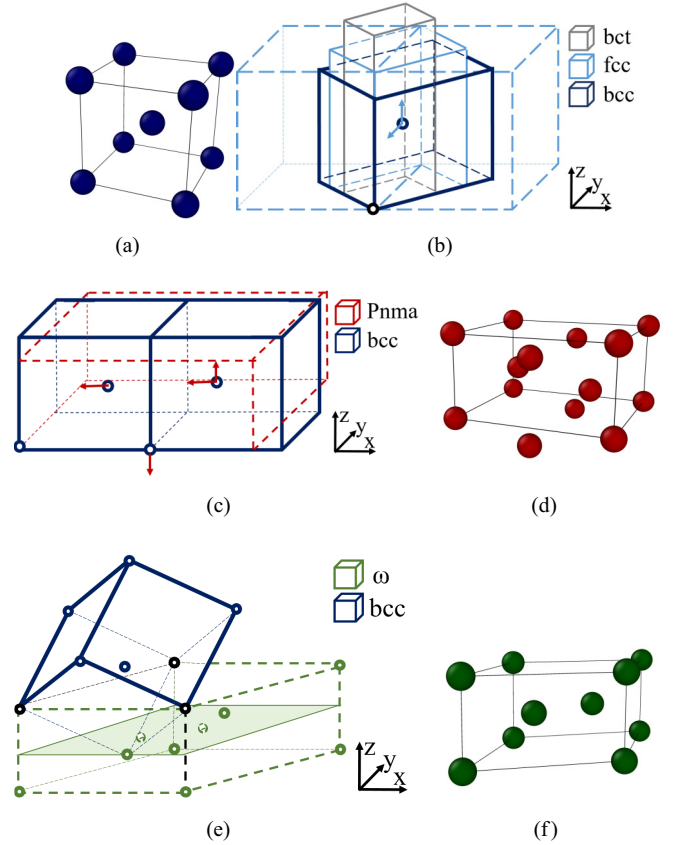 bct
fcc
bcc
z
y
x
(a)
(b)
Pnma
bcc
z
y
x
(c)
(d)
ω
bcc
z
y
x
(e)
(f)